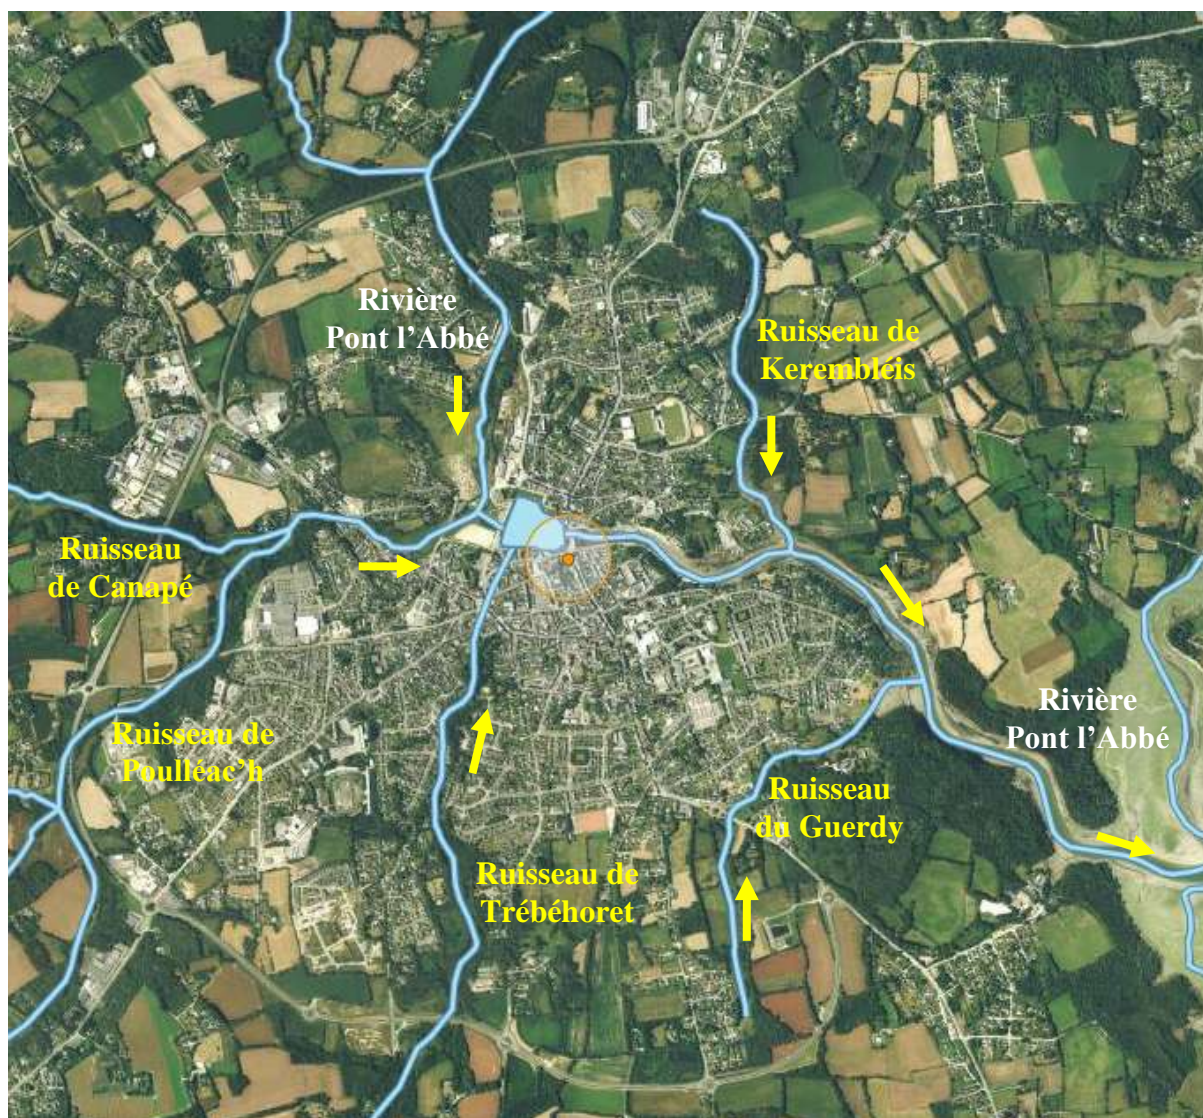 Rivière
Pont l’Abbé
Ruisseau de
Kerembléis
Ruisseau
de Canapé
Ruisseau de
Poulléac’h
Rivière
Pont l’Abbé
Ruisseau
du Guerdy
Ruisseau de
Trébéhoret